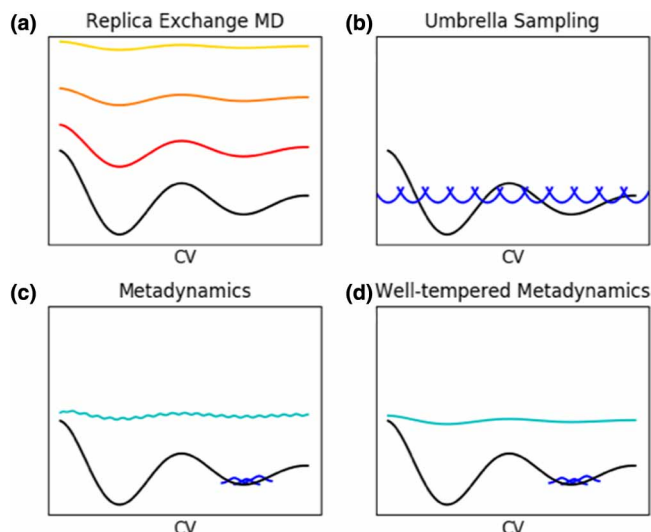 (a) Replica Exchange MD
CV
(b) Umbrella Sampling
CV
(c) Metadynamics
CV
(d) Well-tempered Metadynamics
CV